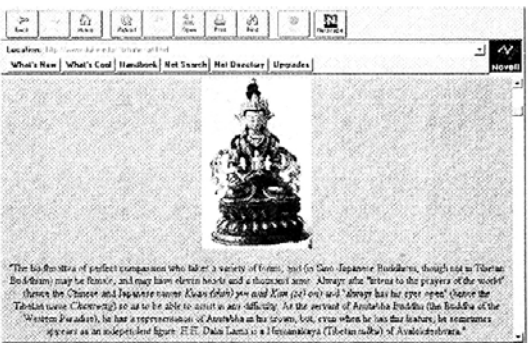 Back Home Reload Open Print Find Netscape
Location:
What's New What's Cool Handbook Net Search Net Directory Upgrades
Novell
"The bodhisattva of perfect compassion who takes a variety of forms, and (in Sino-Japanese Buddhism, though not in Tibetan
Buddhism) may be female, and may have eleven heads and a thousand arms. Always s/he "listens to the prayers of the world"
(hence the Chinese and Japanese names Kwan (shih) yin and Kwan (ze) on) and "always has his eyes open" (hence the
Tibetan name ) so as to be able to assist in any difficulty. As the servant of Amitabha Buddha (the Buddha of the
Western Paradise), he has a representation of Amitabha in his crown, but, even when he has this feature, he sometimes
appears as an independent figure. H.H. Dalai Lama is a Nirmanakaya (Tibetan ) of Avalokiteshvara."